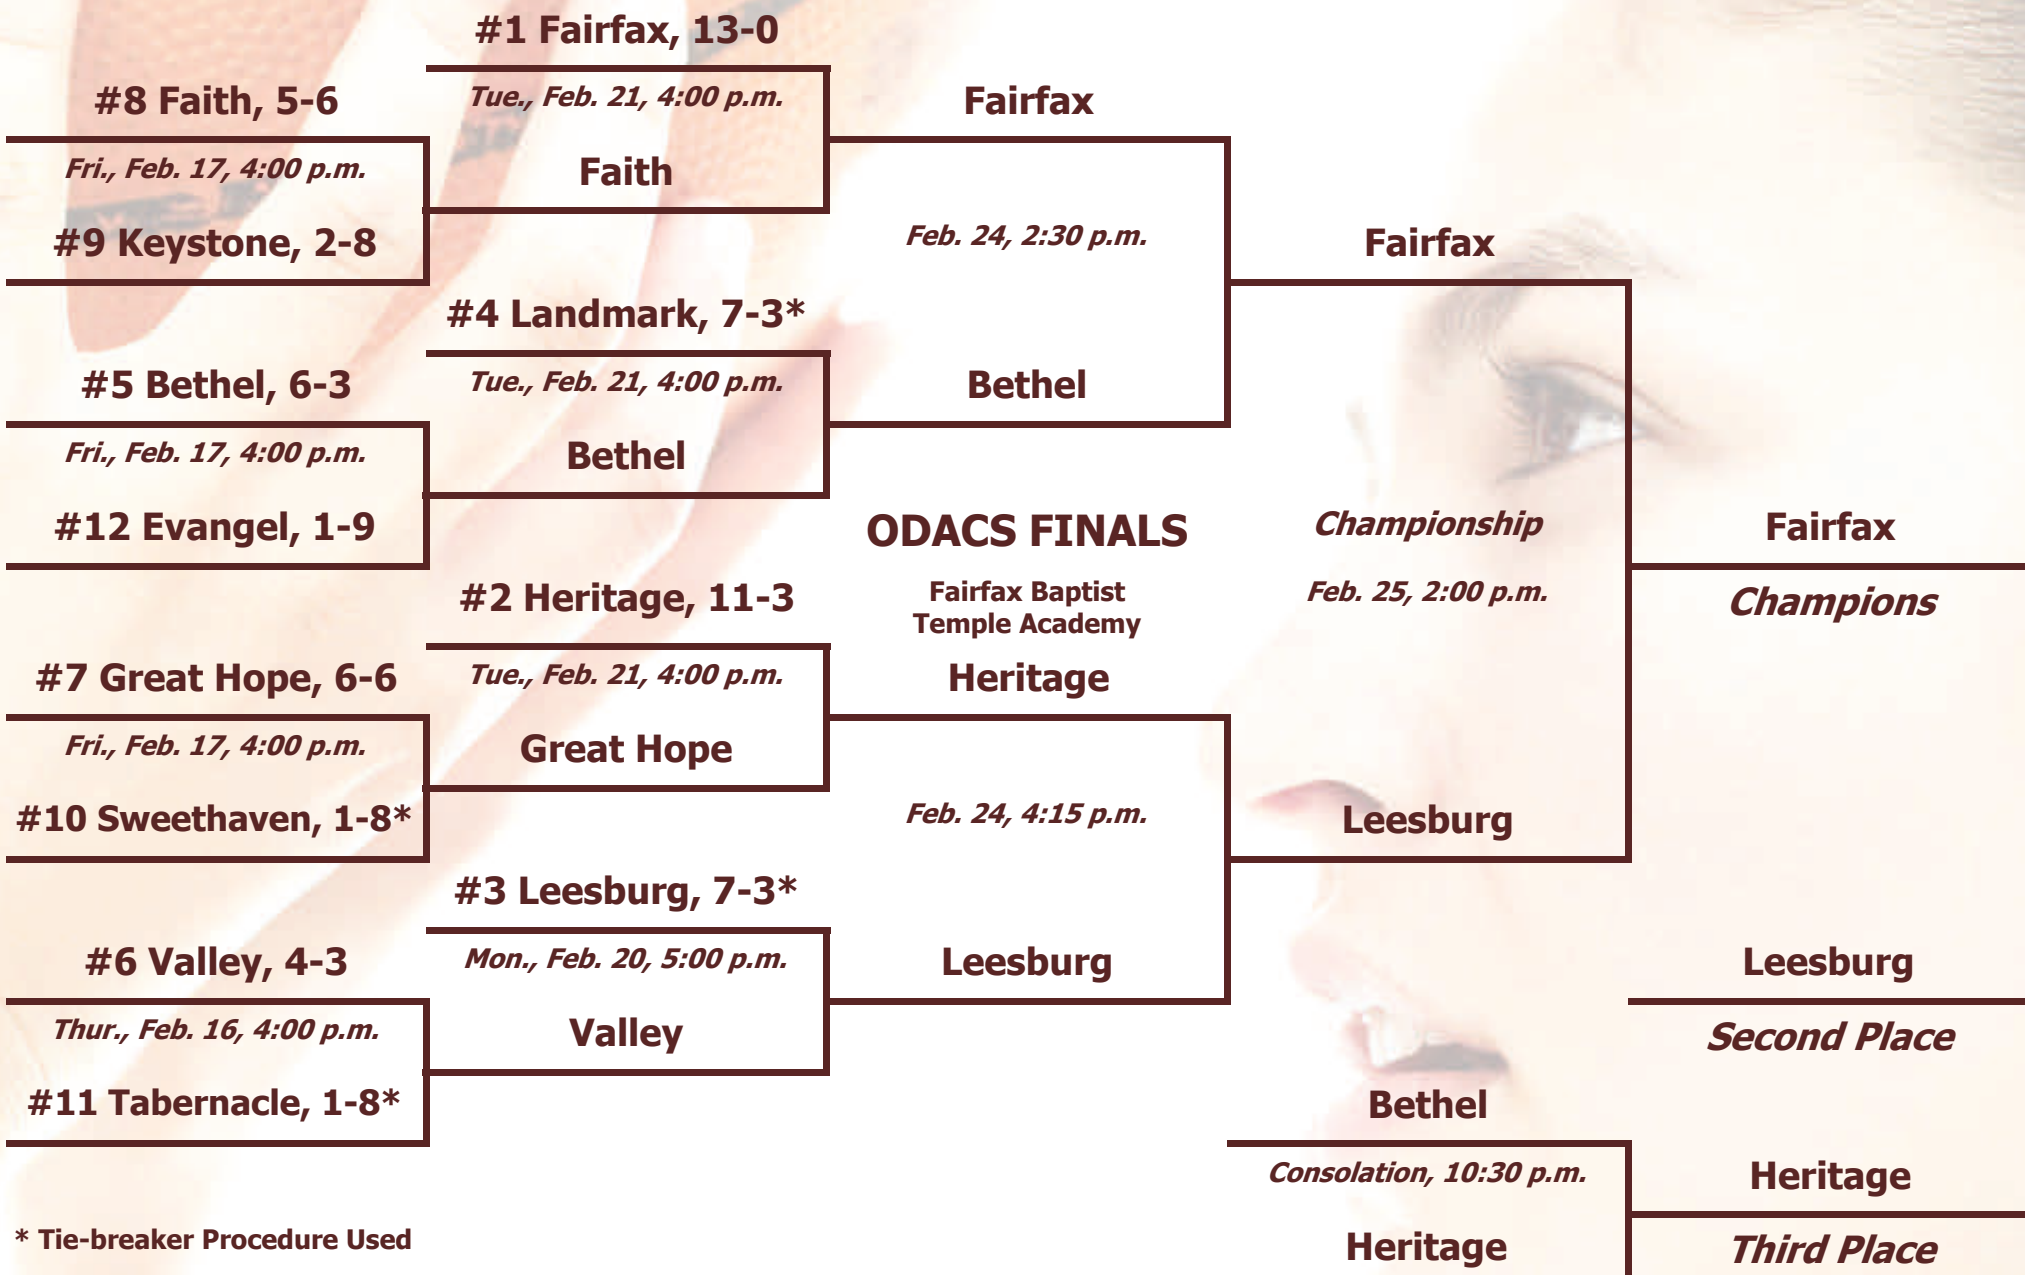 #1 Fairfax, 13-0
#8 Faith, 5-6
Tue., Feb. 21, 4:00 p.m.
Fairfax
Fri., Feb. 17, 4:00 p.m.
Faith
#9 Keystone, 2-8
Feb. 24, 2:30 p.m.
Fairfax
#4 Landmark, 7-3*
#5 Bethel, 6-3
Tue., Feb. 21, 4:00 p.m.
Bethel
Fri., Feb. 17, 4:00 p.m.
Bethel
#12 Evangel, 1-9
ODACS FINALS
Championship
Fairfax
#2 Heritage, 11-3
Fairfax Baptist
Temple Academy
Feb. 25, 2:00 p.m.
Champions
#7 Great Hope, 6-6
Tue., Feb. 21, 4:00 p.m.
Heritage
Fri., Feb. 17, 4:00 p.m.
Great Hope
#10 Sweethaven, 1-8*
Feb. 24, 4:15 p.m.
Leesburg
#3 Leesburg, 7-3*
#6 Valley, 4-3
Mon., Feb. 20, 5:00 p.m.
Leesburg
Leesburg
Thur., Feb. 16, 4:00 p.m.
Valley
Second Place
#11 Tabernacle, 1-8*
Bethel
Consolation, 10:30 p.m.
Heritage
* Tie-breaker Procedure Used
Heritage
Third Place